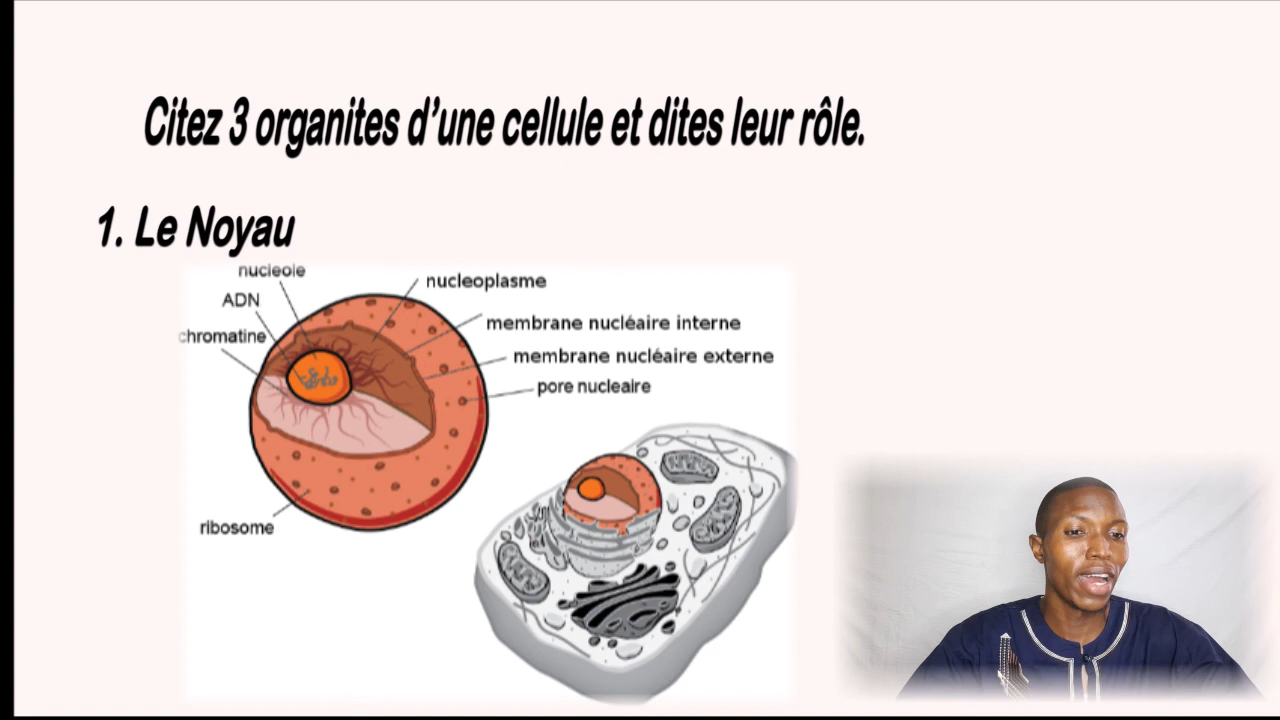 Citez 3 organites d'une cellule et dites leur rôle.
1. Le Noyau
nucleole
nucleoplasme
ADN
membrane nucléaire interne
chromatine
membrane nucléaire externe
pore nucleaire
ribosome